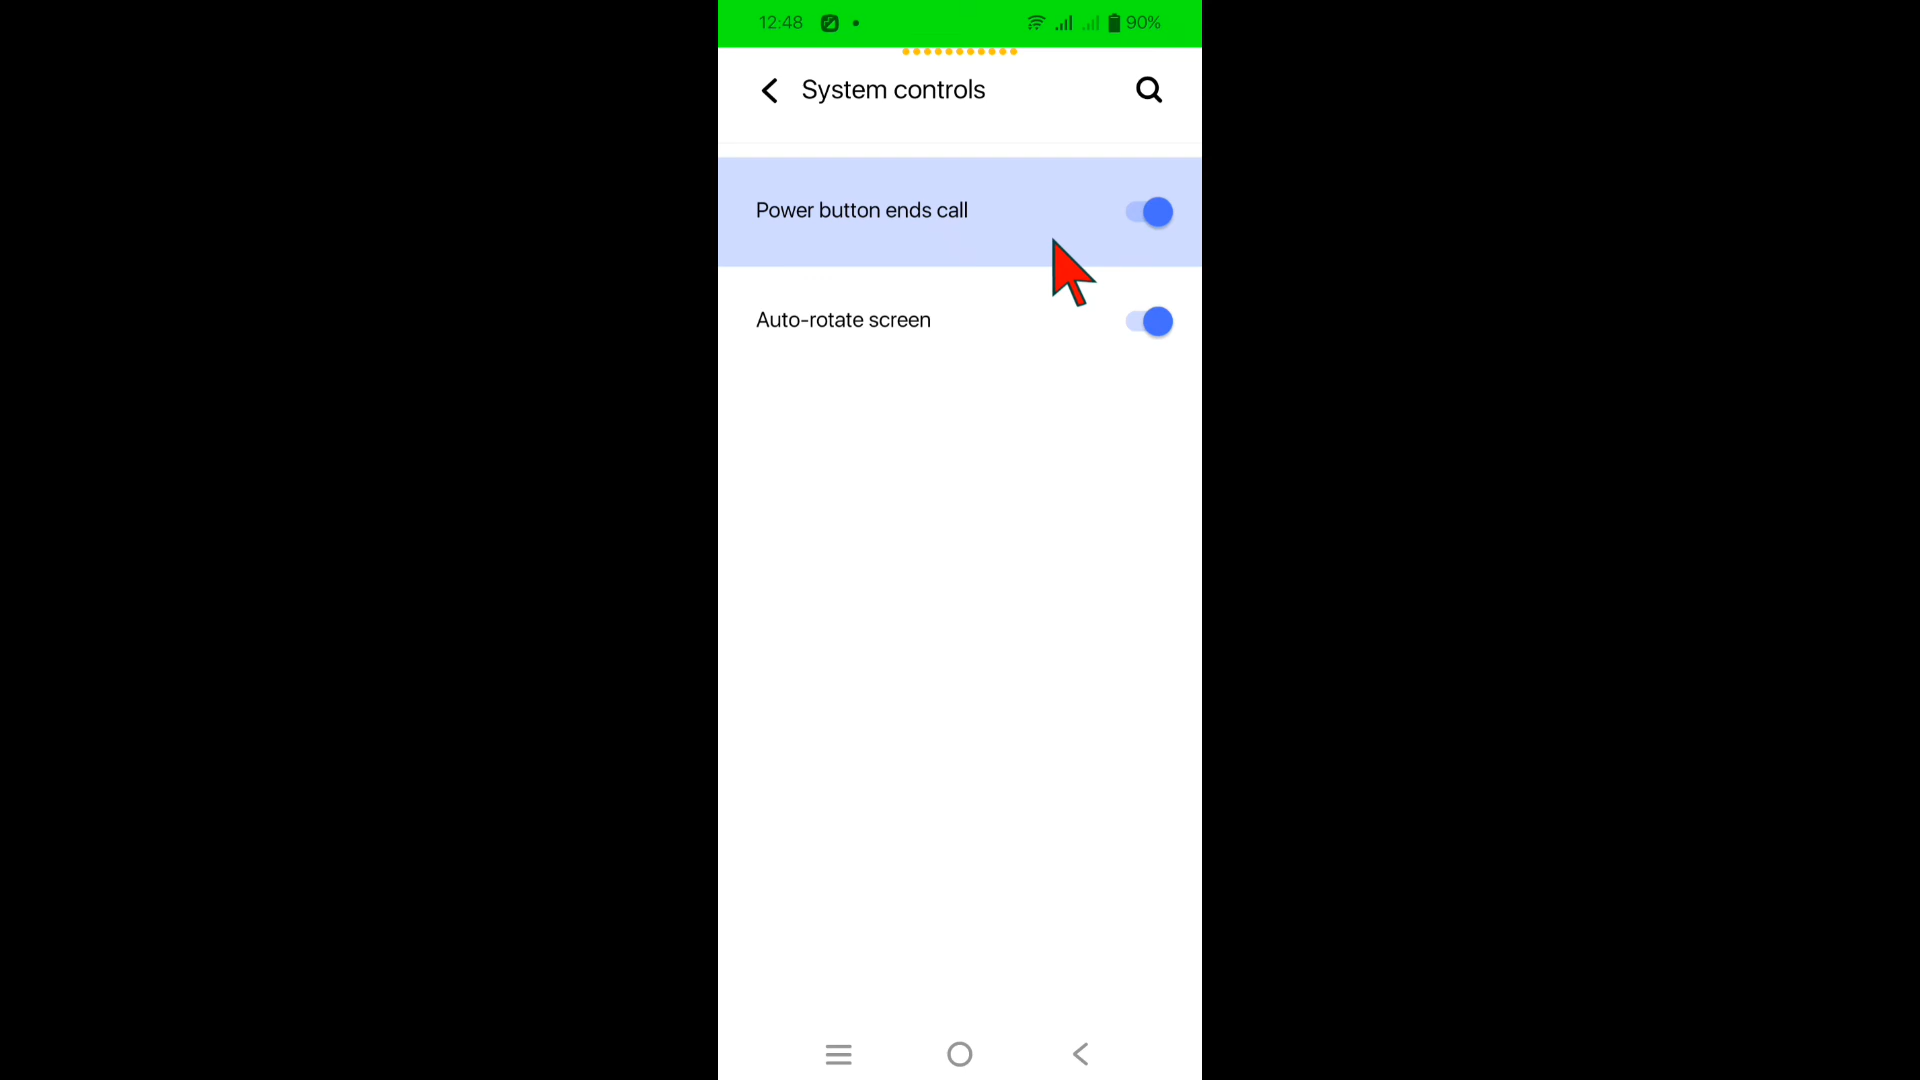 12:48 90%
System controls
Power button ends call
Auto-rotate screen